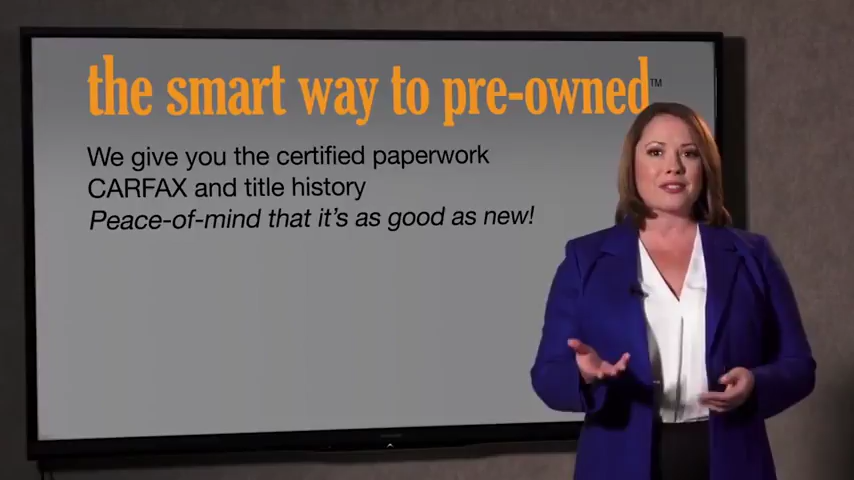 the smart way to pre-owned™
We give you the certified paperwork
CARFAX and title history
Peace-of-mind that it's as good as new!